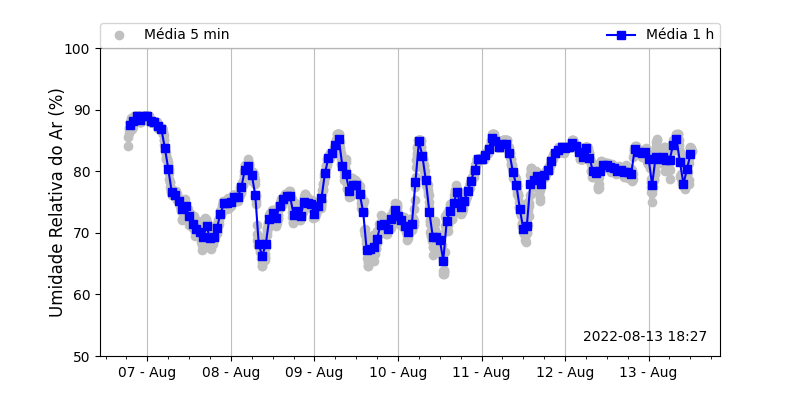 Média 5 min
Média 1 h
Umidade Relativa do Ar (%)
100
90
80
70
60
50
2022-08-13 18:27
07 - Aug
08 - Aug
09 - Aug
10 - Aug
11 - Aug
12 - Aug
13 - Aug